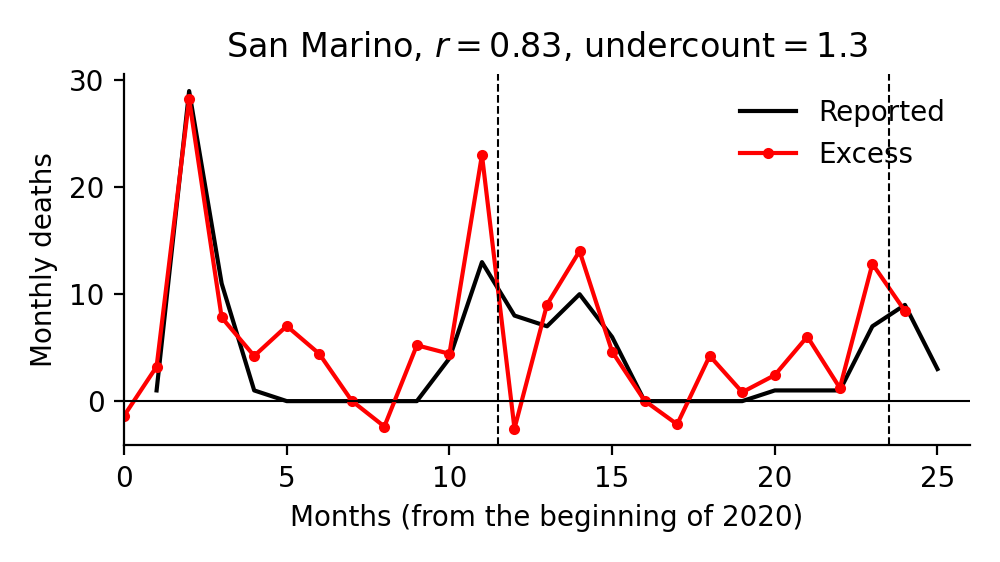 San Marino, r = 0.83, undercount = 1.3
30
20
10
0
Monthly deaths
Reported
Excess
0 5 10 15 20 25
Months (from the beginning of 2020)